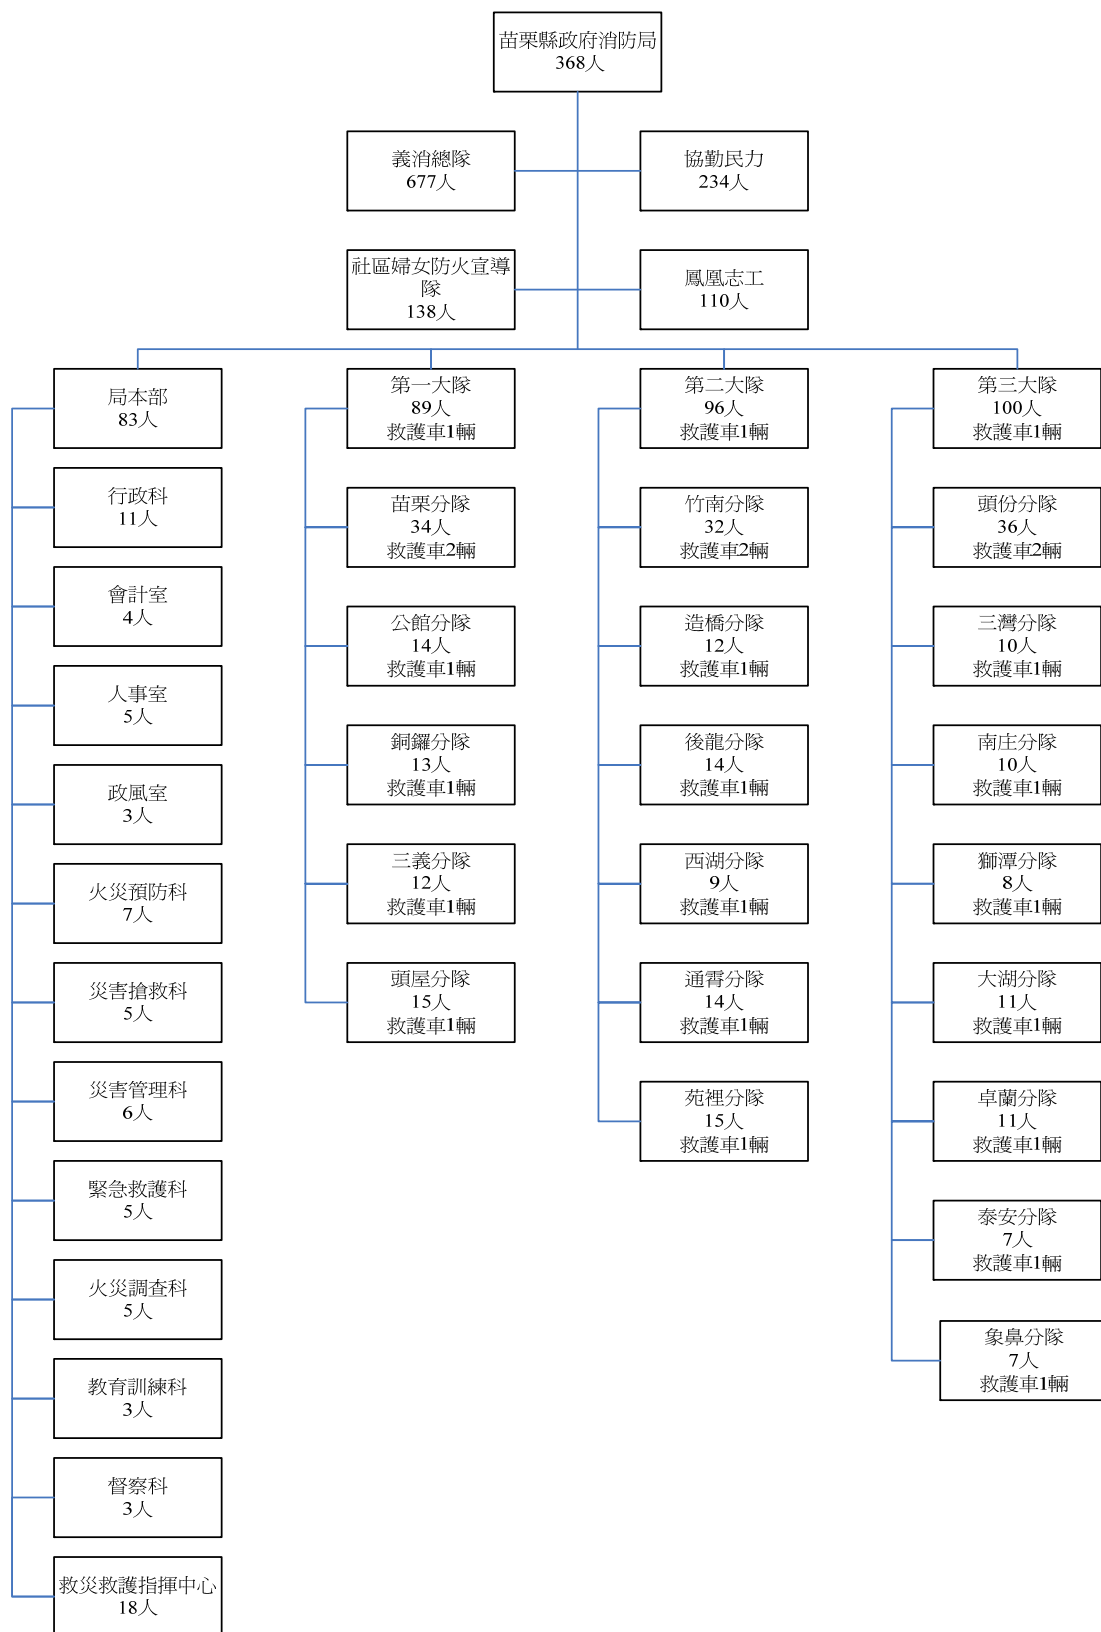 苗栗縣政府消防局
368人
義消總隊
677人
協勤民力
234人
社區婦女防火宣導
隊
138人
鳳凰志工
110人
局本部
83人
行政科
11人
會計室
4人
人事室
5人
政風室
3人
火災預防科
7人
災害搶救科
5人
災害管理科
6人
緊急救護科
5人
火災調查科
5人
教育訓練科
3人
督察科
3人
救災救護指揮中心
18人
第一大隊
89人
救護車1輛
苗栗分隊
34人
救護車2輛
公館分隊
14人
救護車1輛
銅鑼分隊
13人
救護車1輛
三義分隊
12人
救護車1輛
頭屋分隊
15人
救護車1輛
第二大隊
96人
救護車1輛
竹南分隊
32人
救護車2輛
造橋分隊
12人
救護車1輛
後龍分隊
14人
救護車1輛
西湖分隊
9人
救護車1輛
通霄分隊
14人
救護車1輛
苑裡分隊
15人
救護車1輛
第三大隊
100人
救護車1輛
頭份分隊
36人
救護車2輛
三灣分隊
10人
救護車1輛
南庄分隊
10人
救護車1輛
獅潭分隊
8人
救護車1輛
大湖分隊
11人
救護車1輛
卓蘭分隊
11人
救護車1輛
泰安分隊
7人
救護車1輛
象鼻分隊
7人
救護車1輛